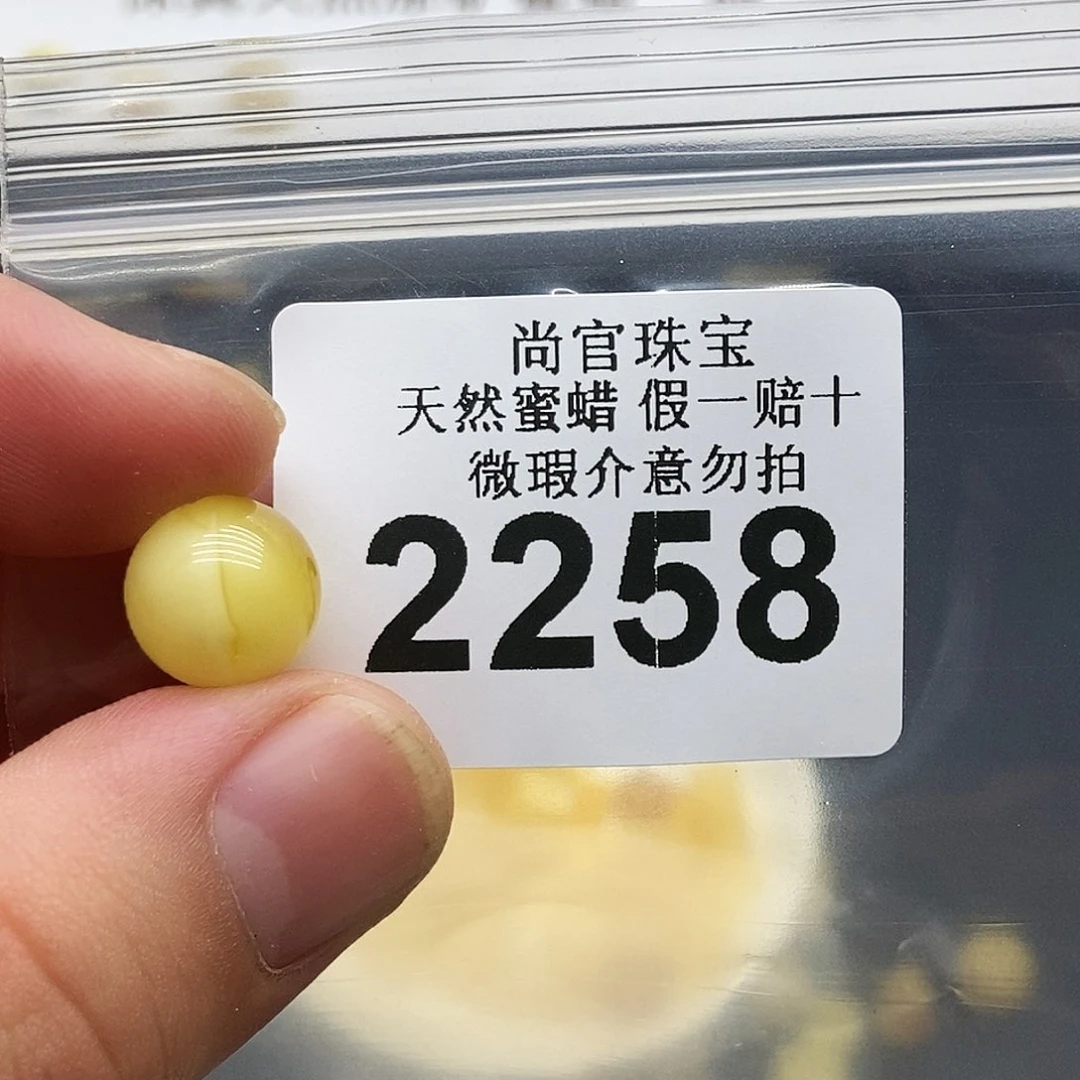 尚官珠宝
天然蜜蜡 假一赔十
微瑕介意勿拍
2258